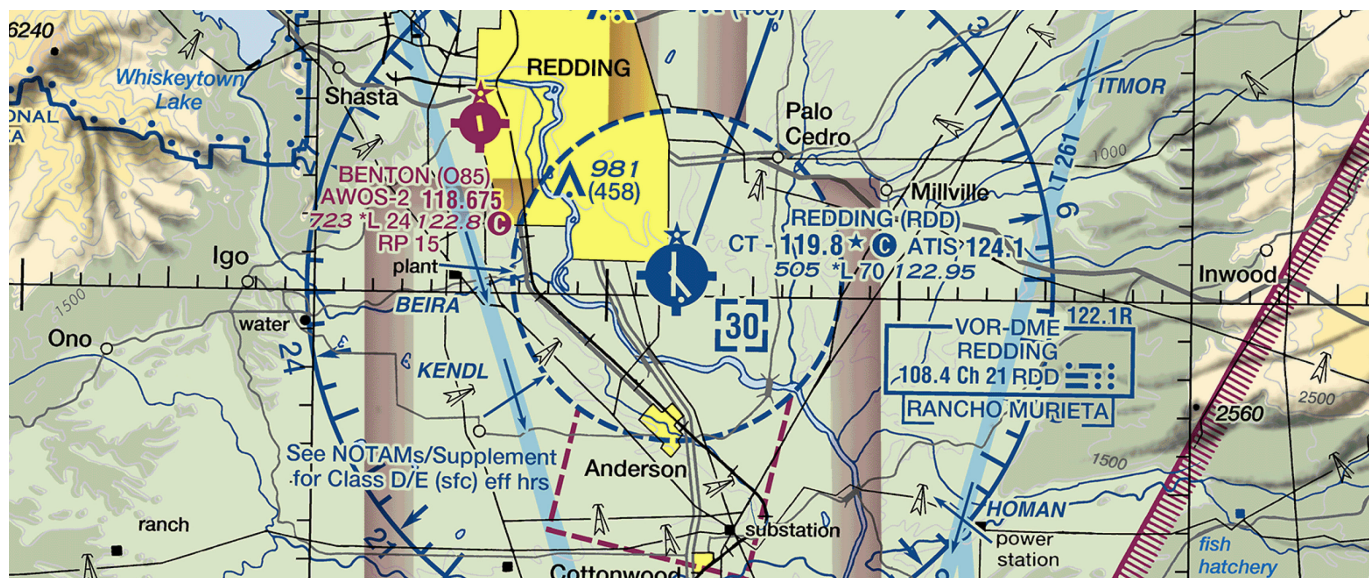 6240
Whiskeytown
Lake
Shasta
REDDING
Palo
Cedro
ITMOR
1000
T 261
Millville
BENTON (O85)
AWOS-2 118.675
723 *L 24 122.8 C
RP 15
981
(458)
REDDING (RDD)
CT - 119.8 ★ C ATIS 124.1
505 *L 70 122.95
6
3
Igo
1500
plant
BEIRA
water
Ono
24
3
KENDL
30
Inwood
122.1R
VOR-DME
REDDING
108.4 Ch 21 RDD
RANCHO MURIETA
2560
2500
1500
See NOTAMs/Supplement
for Class D/E (sfc) eff hrs
Anderson
HOMAN
ranch
21
substation
power
station
fish
hatchery
Cottonwood